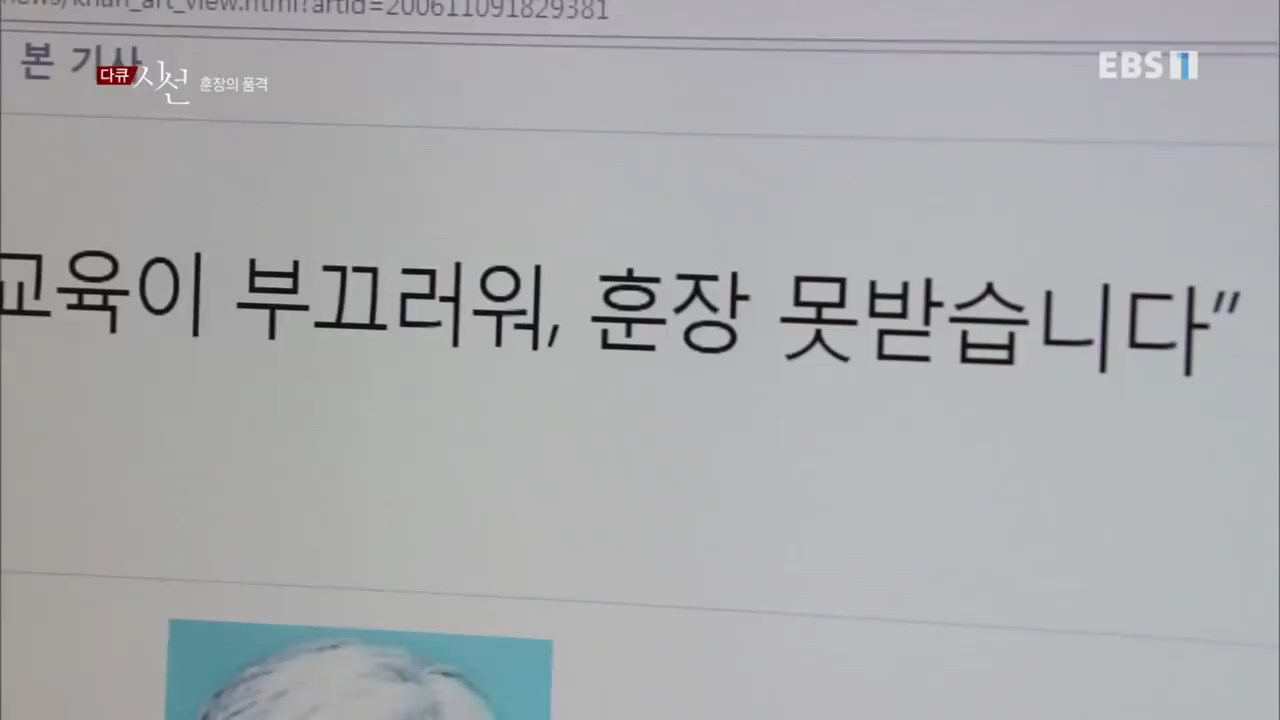 news/khan_art_view.html?artid=200611091829381
본 기사
다큐 시선 훈장의 품격
EBS 1
교육이 부끄러워, 훈장 못받습니다”